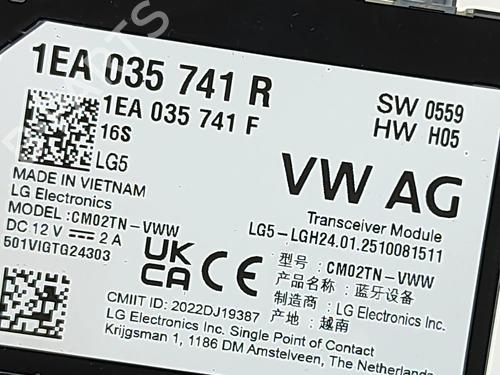 1EA 035 741 R
1EA 035 741 F
16S
LG5
SW 0559
HW H05
VW AG
Transceiver Module
LG5-LGH24.01.2510081511
MADE IN VIETNAM
LG Electronics
MODEL:CM02TN-VWW
DC 12 V ⎓ 2 A
501VIGTG24303
UK
CA
CE
型号: CM02TN-VWW
产品名称: 蓝牙设备
制造商: LG Electronics Inc.
产地: 越南
CMIIT ID: 2022DJ19387
LG Electronics Inc. Single Point of Contact
Krijgsman 1, 1186 DM Amstelveen, The Netherlands